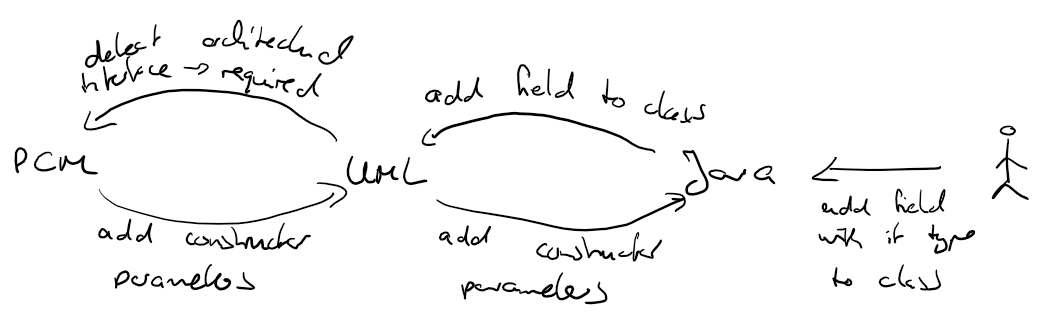 detect architectural
interface → required
add field to class
PCM
UML
Java
add constructor
parameters
add constructor
parameters
add field
with if type
to class